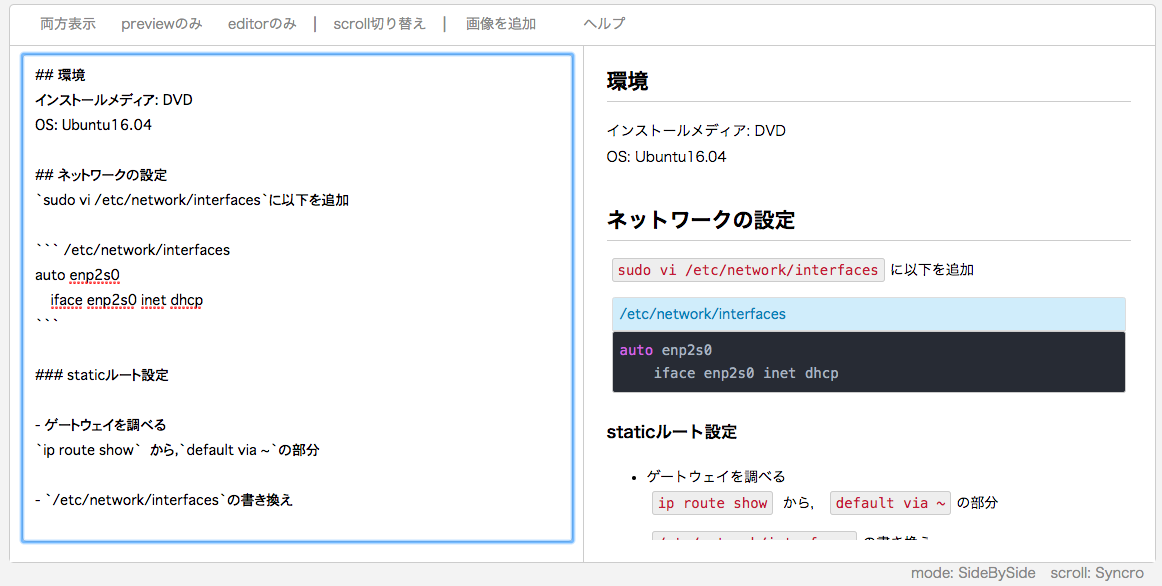 両方表示 previewのみ editorのみ | scroll切り替え | 画像を追加 ヘルプ
## 環境
インストールメディア: DVD
OS: Ubuntu16.04
## ネットワークの設定
`sudo vi /etc/network/interfaces`に以下を追加
``` /etc/network/interfaces
auto enp2s0
    iface enp2s0 inet dhcp
```
### staticルート設定
- ゲートウェイを調べる
`ip route show`  から,`default via ~`の部分
- `/etc/network/interfaces`の書き換え
環境
インストールメディア: DVD
OS: Ubuntu16.04
ネットワークの設定
sudo vi /etc/network/interfaces に以下を追加
/etc/network/interfaces
auto enp2s0
    iface enp2s0 inet dhcp
staticルート設定
• ゲートウェイを調べる
ip route show から, default via ~ の部分
/etc/network/interfaces の書き換え
mode: SideBySide scroll: Syncro